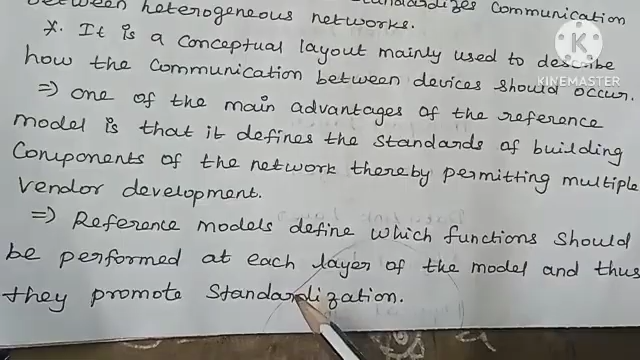 between heterogeneous networks.
standardizes communication
*. It is a conceptual layout mainly used to describe
how the communication between devices should occur.
⇒ one of the main advantages of the reference
model is that it defines the standards of building
components of the network thereby permitting multiple
vendor development.
⇒ Reference models define which functions should
be performed at each layer of the model and thus
they promote standardization.
KINEMASTER